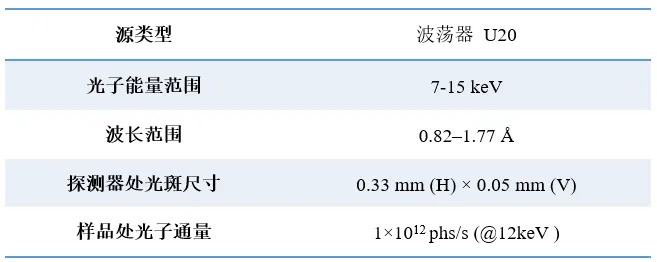 源类型 波荡器 U20
光子能量范围 7-15 keV
波长范围 0.82–1.77 Å
探测器处光斑尺寸 0.33 mm (H) × 0.05 mm (V)
样品处光子通量 1×10¹² phs/s (@12keV )